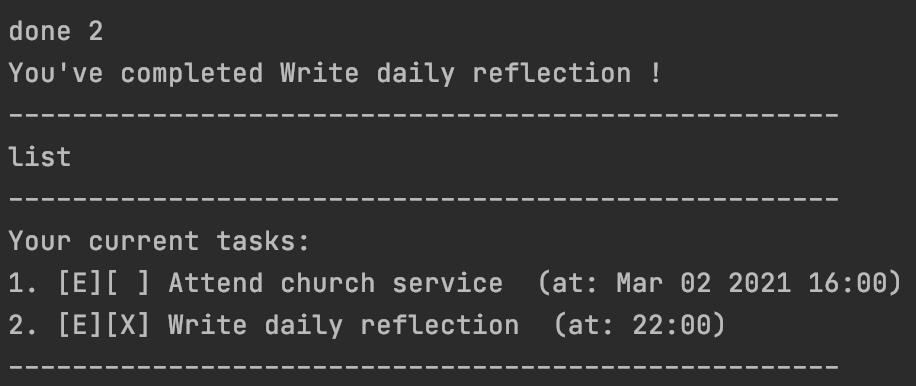 done 2
You've completed Write daily reflection !
----------------------------------------------------
list
----------------------------------------------------
Your current tasks:
1. [E][ ] Attend church service  (at: Mar 02 2021 16:00)
2. [E][X] Write daily reflection  (at: 22:00)
----------------------------------------------------